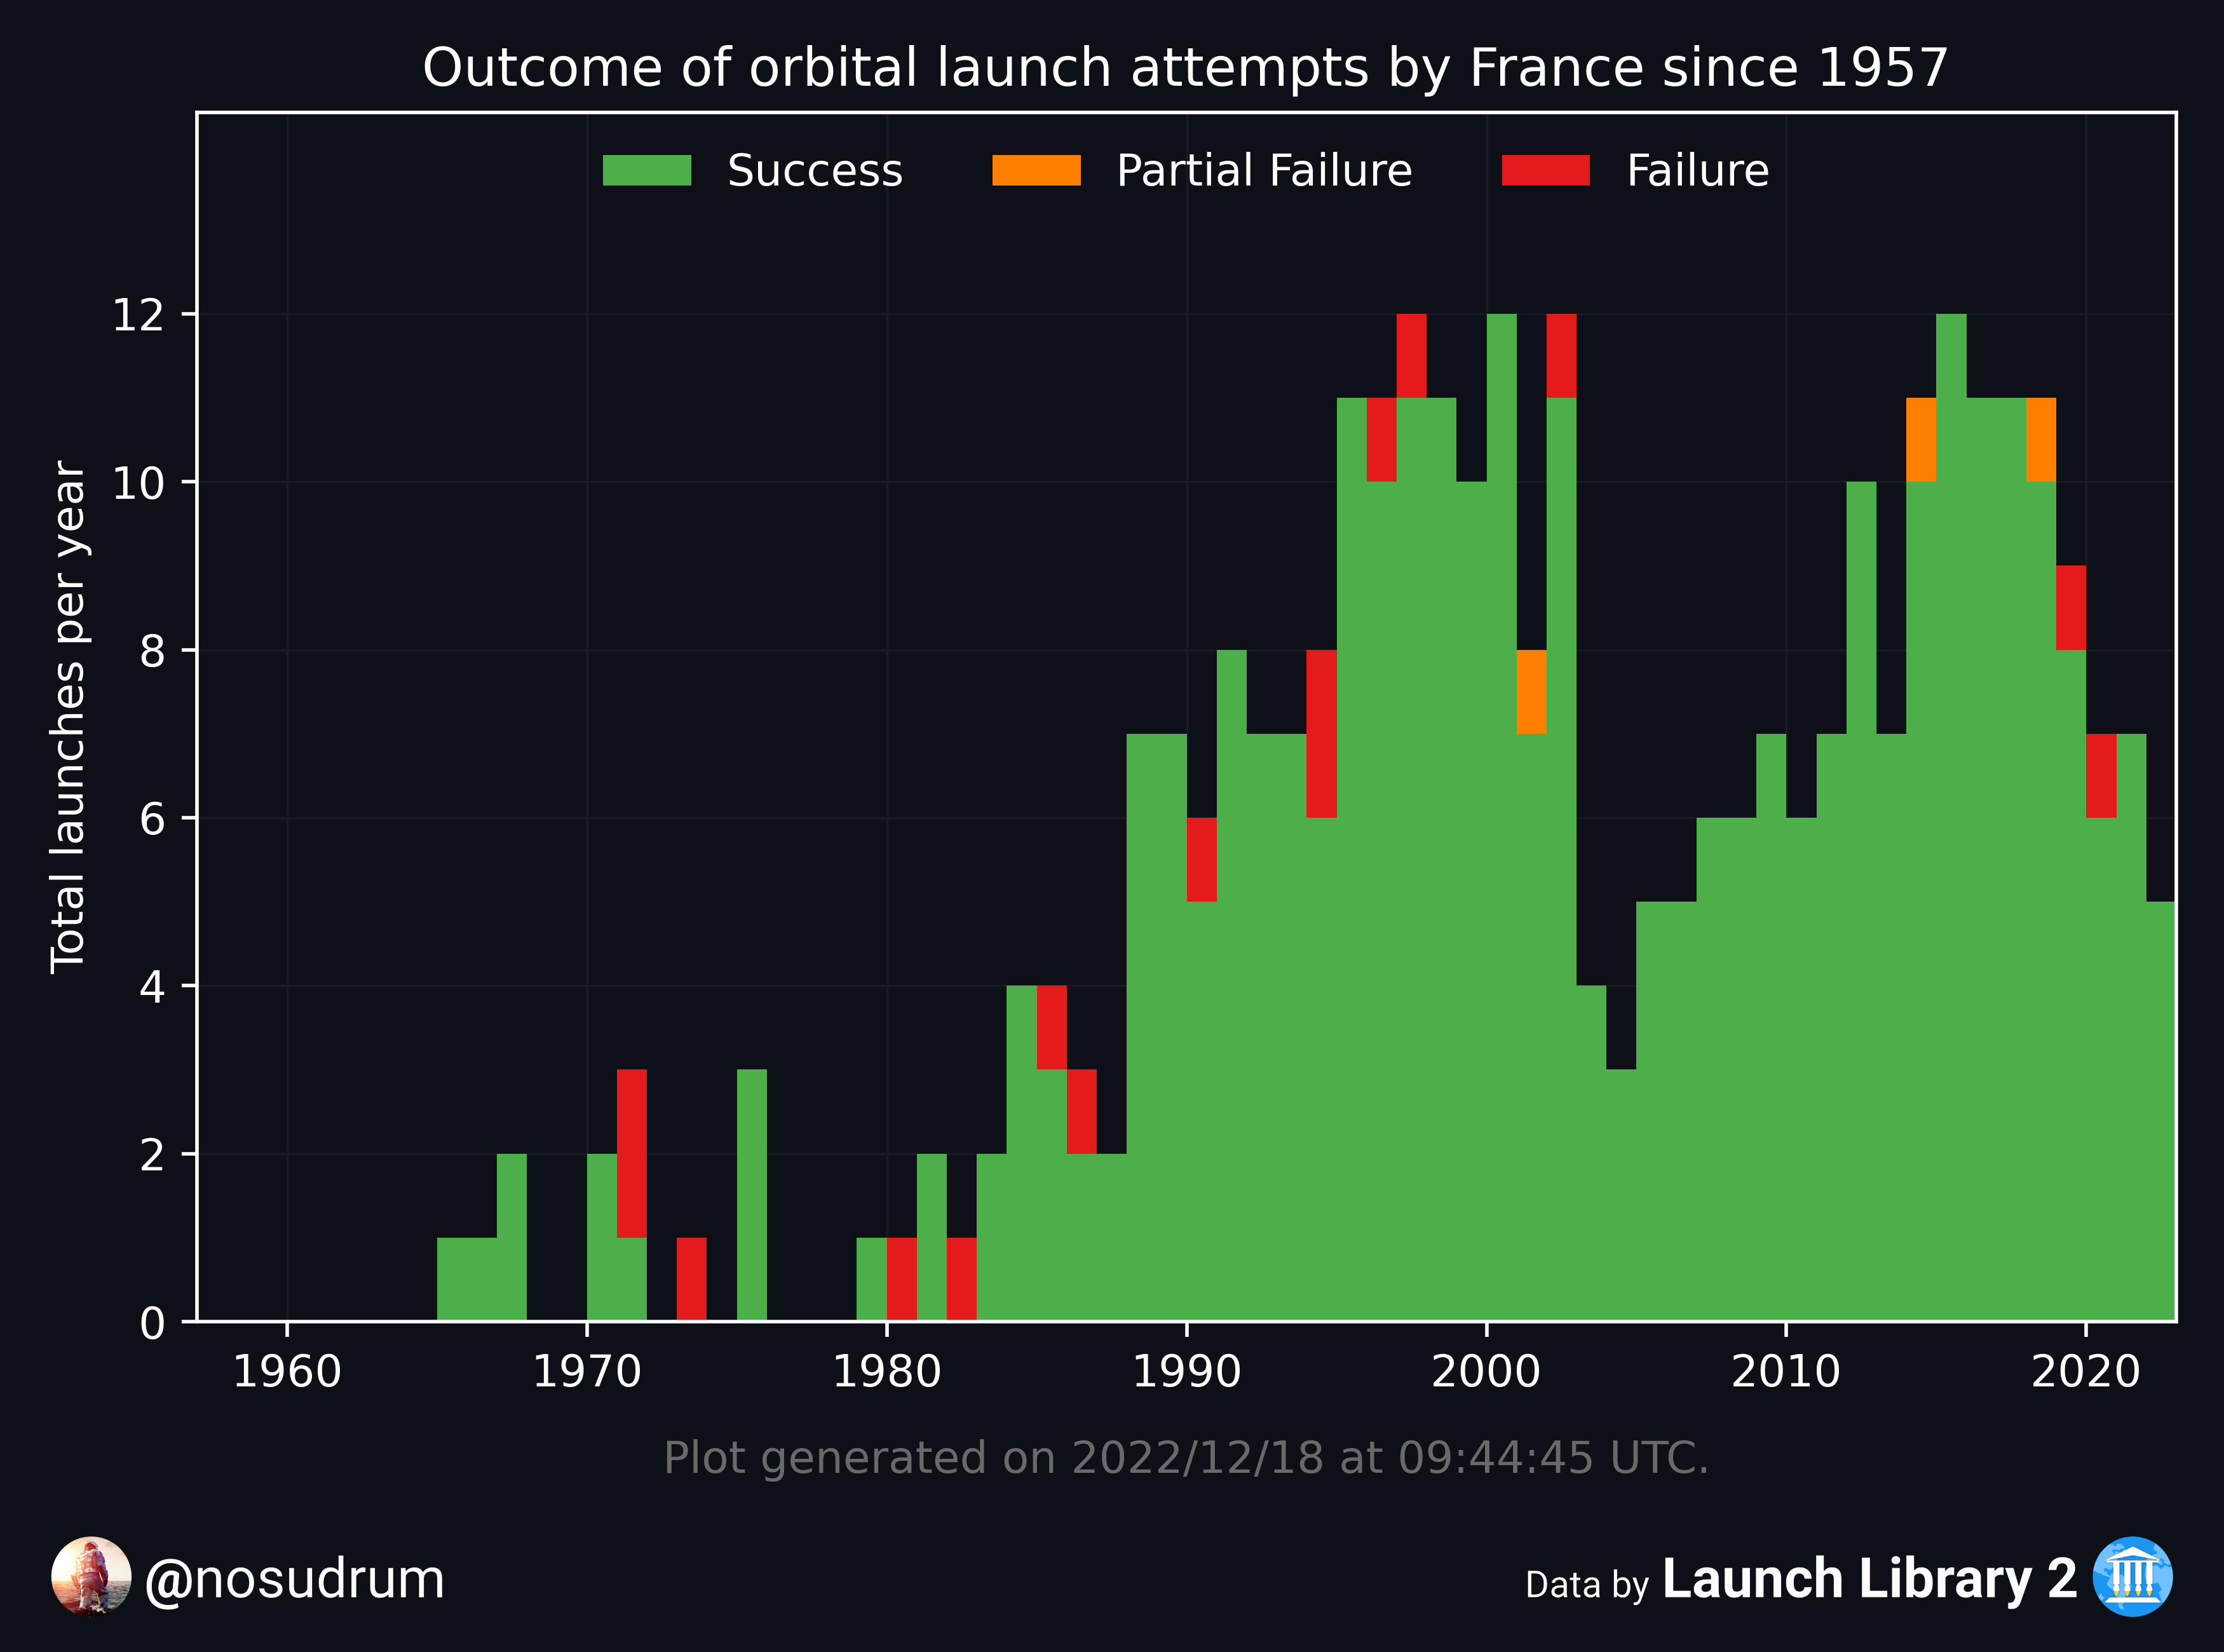 Outcome of orbital launch attempts by France since 1957
Success Partial Failure Failure
Total launches per year
12
10
8
6
4
2
0
1960 1970 1980 1990 2000 2010 2020
Plot generated on 2022/12/18 at 09:44:45 UTC.
@nosudrum
Data by Launch Library 2